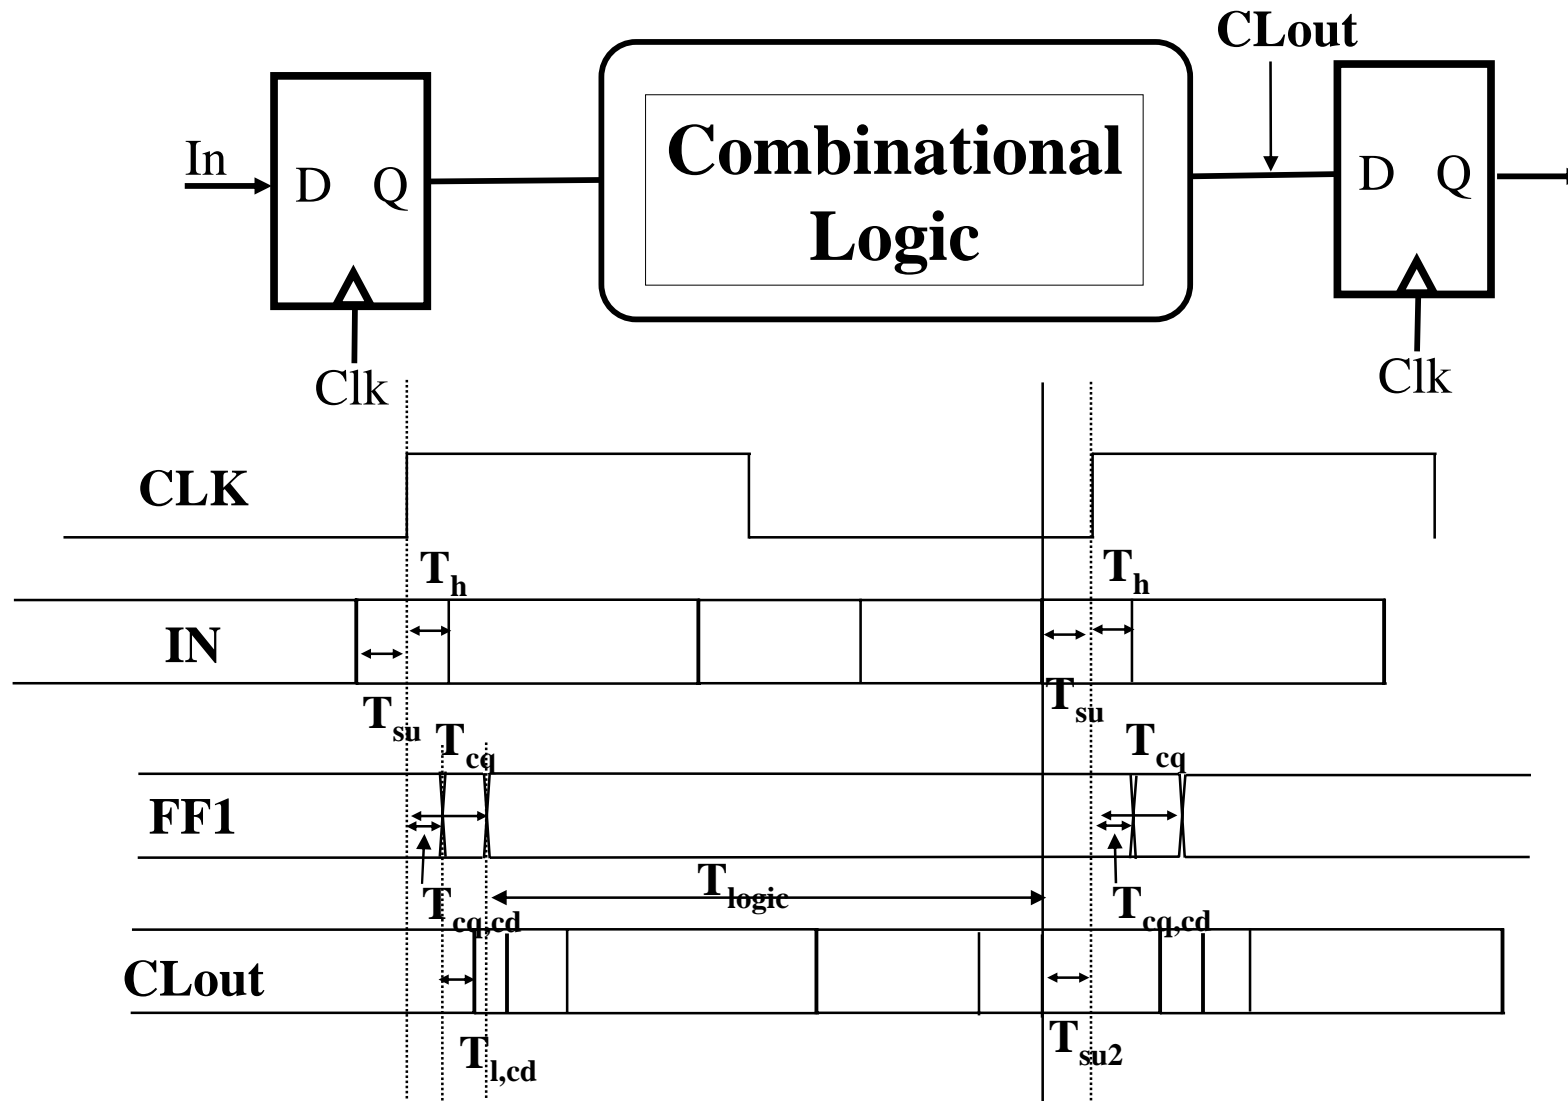 CLout
In
D Q
Combinational
Logic
D Q
Clk
Clk
CLK
Th
Th
IN
Tsu
Tsu
Tcq
Tcq
FF1
Tlogic
Tcq,cd
Tcq,cd
CLout
Tl,cd
Tsu2